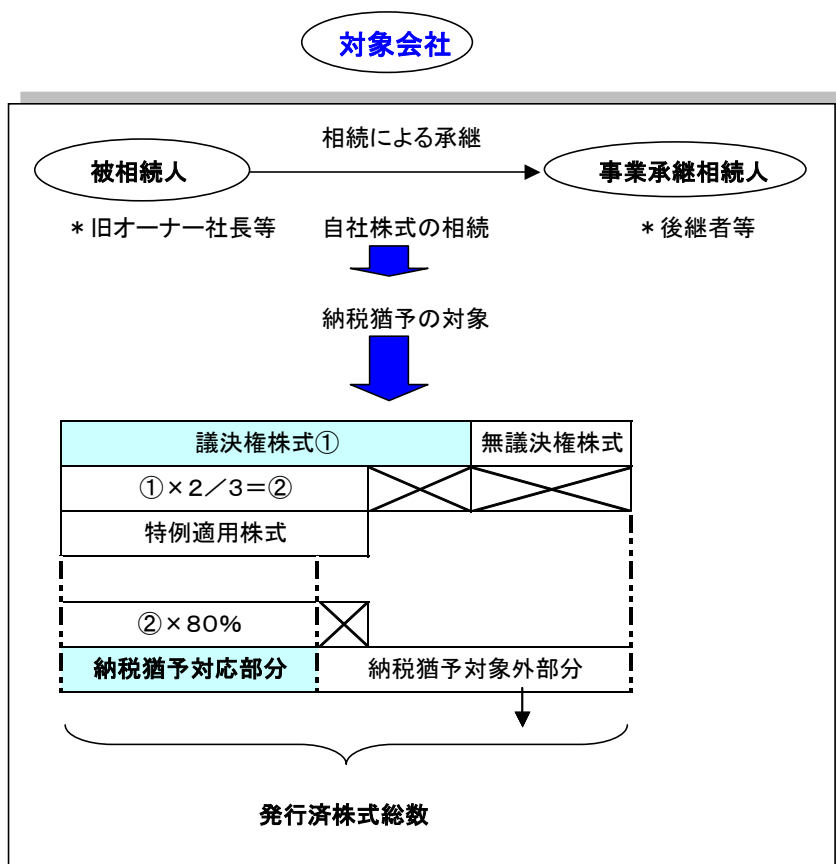 対象会社
相続による承継
被相続人
事業承継相続人
*旧オーナー社長等
自社株式の相続
*後継者等
納税猶予の対象
議決権株式①
無議決権株式
①×2/3=②
特例適用株式
②×80%
納税猶予対応部分
納税猶予対象外部分
発行済株式総数